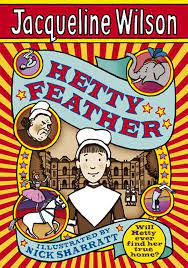 Jacqueline Wilson
HETTY
FEATHER
ILLUSTRATED BY
NICK SHARRATT
Will
Hetty
ever find
her true
home?